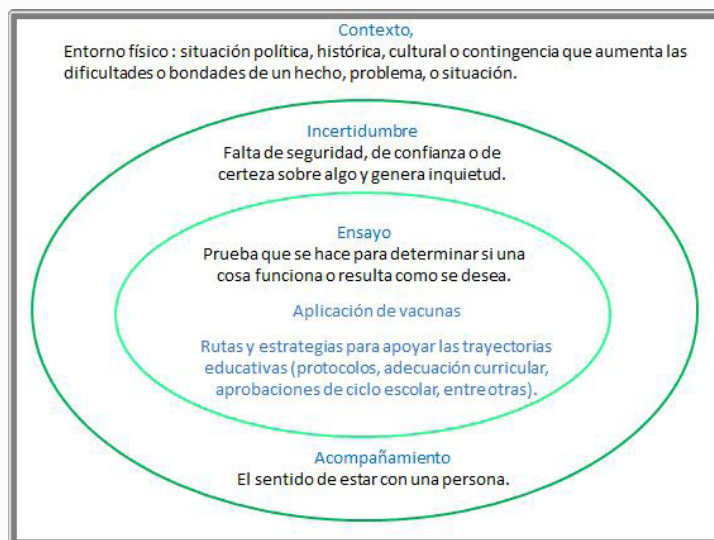 Contexto,
Entorno físico : situación política, histórica, cultural o contingencia que aumenta las
dificultades o bondades de un hecho, problema, o situación.
Incertidumbre
Falta de seguridad, de confianza o de
certeza sobre algo y genera inquietud.
Ensayo
Prueba que se hace para determinar si una
cosa funciona o resulta como se desea.
Aplicación de vacunas
Rutas y estrategias para apoyar las trayectorias
educativas (protocolos, adecuación curricular,
aprobaciones de ciclo escolar, entre otras).
Acompañamiento
El sentido de estar con una persona.